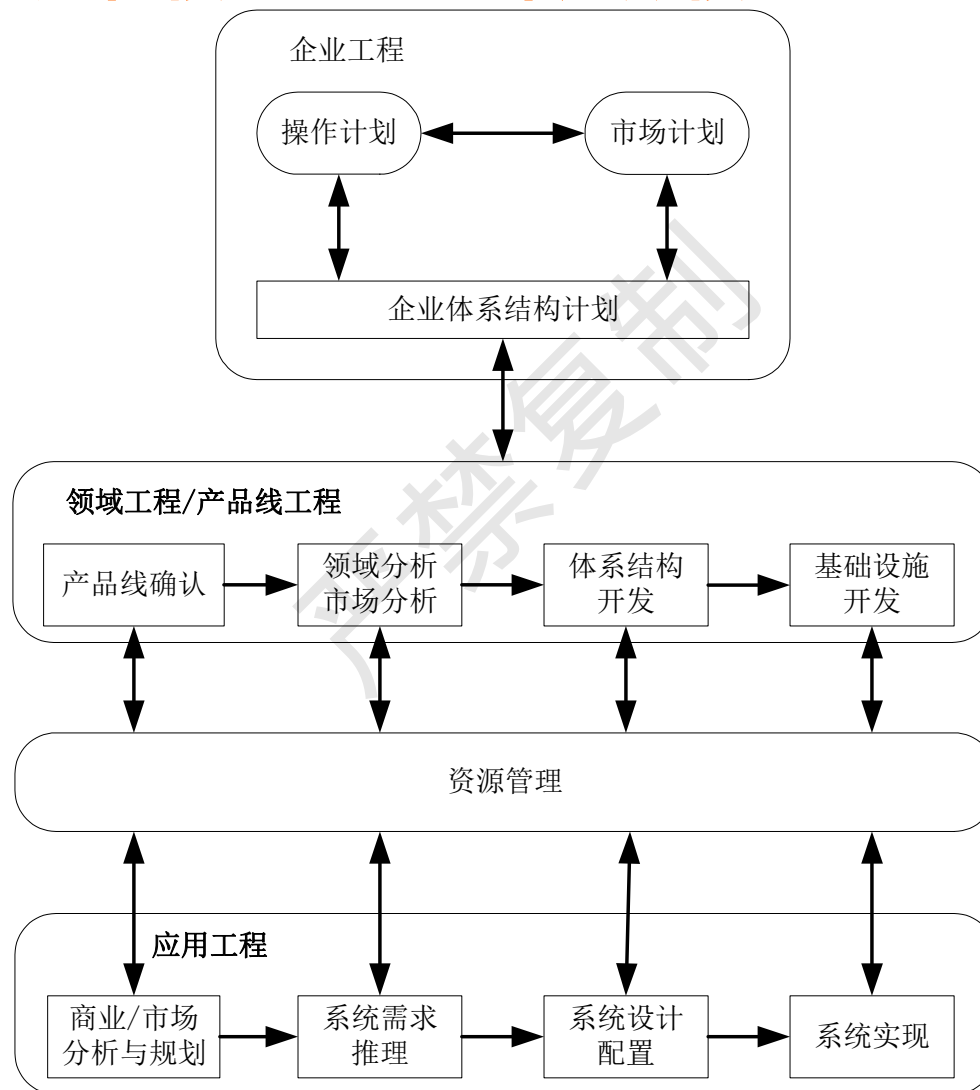 企业工程
操作计划
市场计划
企业体系结构计划
领域工程/产品线工程
产品线确认
领域分析
市场分析
体系结构
开发
基础设施
开发
资源管理
应用工程
商业/市场
分析与规划
系统需求
推理
系统设计
配置
系统实现
严禁复制